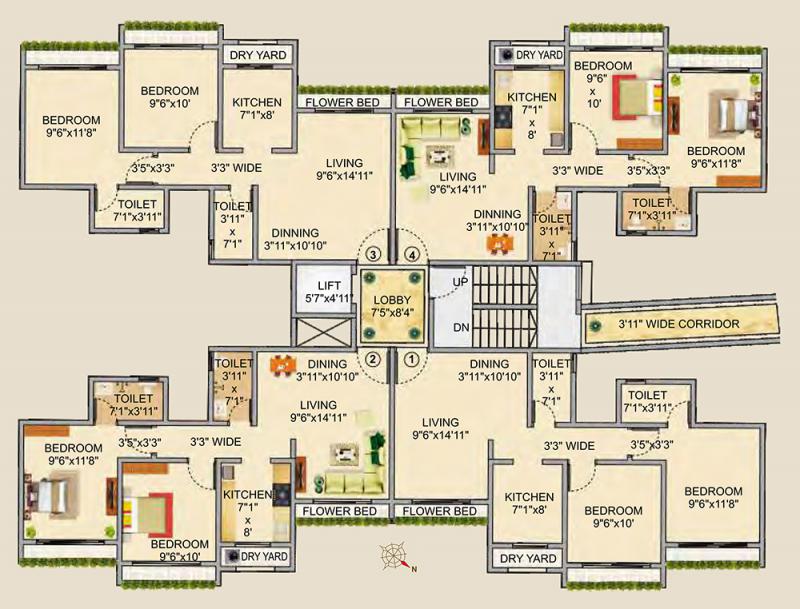 DRY YARD
BEDROOM
9'6"x10'
BEDROOM
9'6"x11'8"
KITCHEN
7'1"x8'
FLOWER BED
LIVING
9'6"x14'11"
3'5"x3'3"
3'3" WIDE
TOILET
7'1"x3'11"
TOILET
3'11"
x
7'1"
DINNING
3'11"x10'10"
3
DRY YARD
BEDROOM
9'6"
x
10'
KITCHEN
7'1"
x
8'
FLOWER BED
BEDROOM
9'6"x11'8"
LIVING
9'6"x14'11"
3'3" WIDE
3'5"x3'3"
TOILET
7'1"x3'11"
DINNING
3'11"x10'10"
TOILET
3'11"
x
7'1"
4
LIFT
5'7"x4'11"
LOBBY
7'5"x8'4"
UP
DN
3'11" WIDE CORRIDOR
2
1
TOILET
3'11"
x
7'1"
DINING
3'11"x10'10"
TOILET
7'1"x3'11"
LIVING
9'6"x14'11"
3'5"x3'3"
3'3" WIDE
BEDROOM
9'6"x11'8"
KITCHEN
7'1"
x
8'
BEDROOM
9'6"x10'
FLOWER BED
DRY YARD
DINING
3'11"x10'10"
TOILET
3'11"
x
7'1"
TOILET
7'1"x3'11"
LIVING
9'6"x14'11"
3'3" WIDE
3'5"x3'3"
KITCHEN
7'1"x8'
BEDROOM
9'6"x11'8"
BEDROOM
9'6"x10'
FLOWER BED
DRY YARD
N